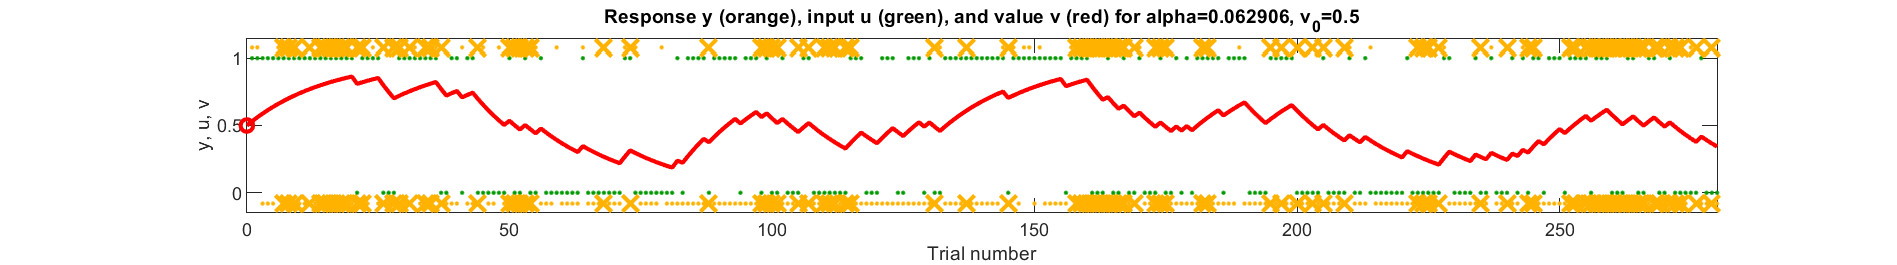 Response y (orange), input u (green), and value v (red) for alpha=0.062906, v0=0.5
1
0.5
0
y, u, v
0 50 100 150 200 250
Trial number